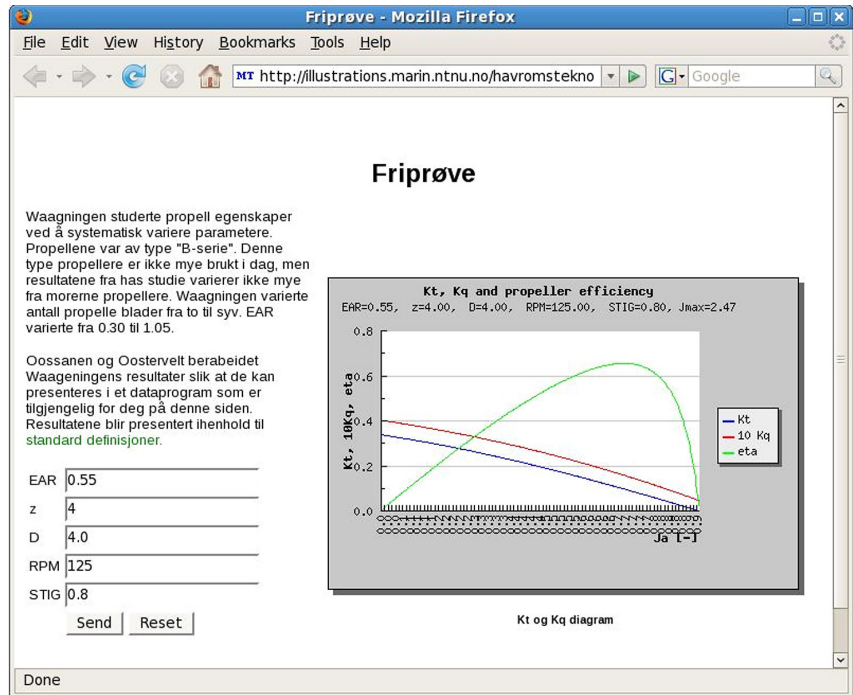 Friprøve - Mozilla Firefox
File Edit View History Bookmarks Tools Help
MT http://illustrations.marin.ntnu.no/havromstekno
G Google
Friprøve
Waagningen studerte propell egenskaper
ved å systematisk variere parametere.
Propellene var av type "B-serie". Denne
type propellere er ikke mye brukt i dag, men
resultatene fra has studie varierer ikke mye
fra morerne propellere. Waagningen varierte
antall propelle blader fra to til syv. EAR
varierte fra 0.30 til 1.05.
Oossanen og Oostervelt berabeidet
Waageningens resultater slik at de kan
presenteres i et dataprogram som er
tilgjengelig for deg på denne siden.
Resultatene blir presentert ihenhold til
standard definisjoner.
EAR 0.55
z 4
D 4.0
RPM 125
STIG 0.8
Send Reset
Kt, Kq and propeller efficiency
EAR=0.55, z=4.00, D=4.00, RPM=125.00, STIG=0.80, Jmax=2.47
Kt, 10Kq, eta
0.8
0.6
0.4
0.2
0.0
Ja [-]
Kt
10 Kq
eta
Kt og Kq diagram
Done